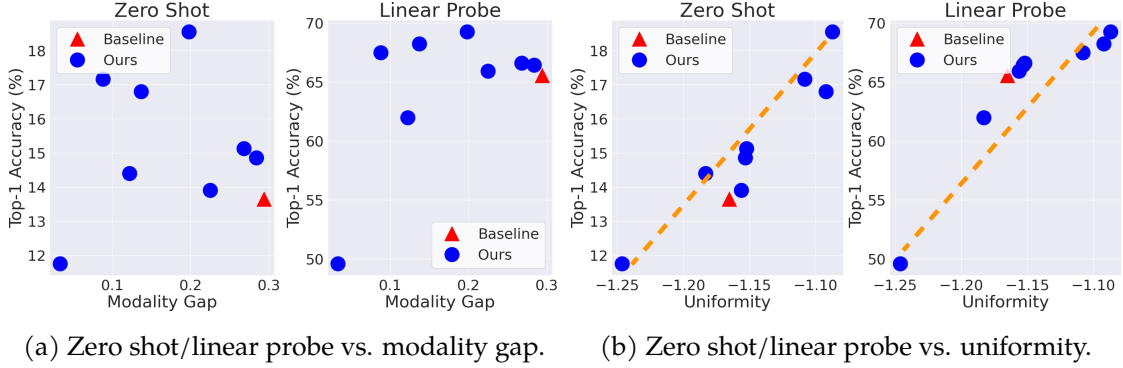 Zero Shot
Top-1 Accuracy (%)
18
17
16
15
14
13
12
Baseline
Ours
0.1
0.2
0.3
Modality Gap
Linear Probe
Top-1 Accuracy (%)
70
65
60
55
50
Baseline
Ours
0.1
0.2
0.3
Modality Gap
Zero Shot
Top-1 Accuracy (%)
18
17
16
15
14
13
12
Baseline
Ours
−1.25
−1.20
−1.15
−1.10
Uniformity
Linear Probe
Top-1 Accuracy (%)
70
65
60
55
50
Baseline
Ours
−1.25
−1.20
−1.15
−1.10
Uniformity
(a) Zero shot/linear probe vs. modality gap.
(b) Zero shot/linear probe vs. uniformity.